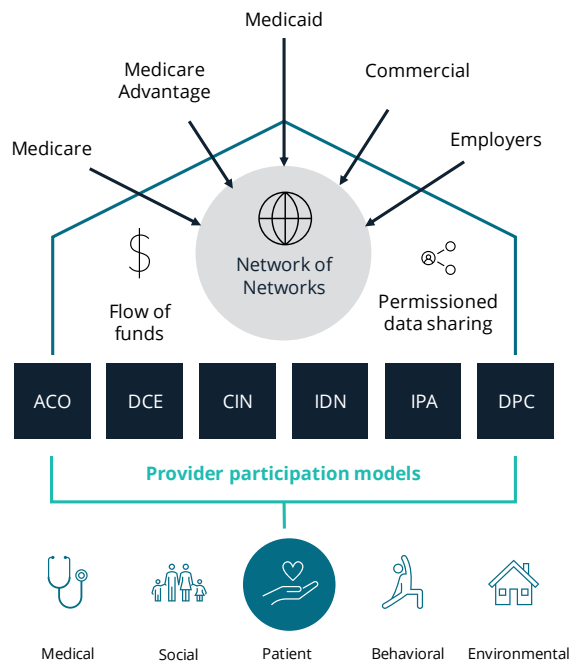 Medicaid
Medicare
Advantage
Commercial
Medicare
Employers
Network of
Networks
Flow of
funds
Permissioned
data sharing
ACO
DCE
CIN
IDN
IPA
DPC
Provider participation models
Medical
Social
Patient
Behavioral
Environmental